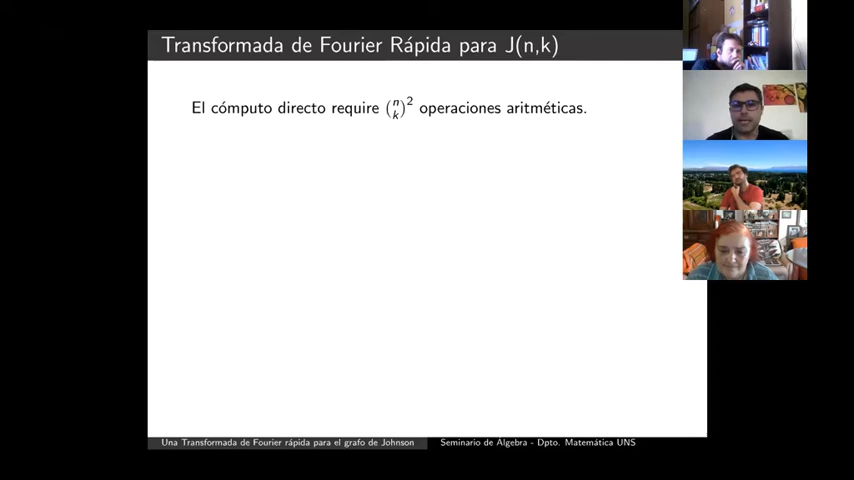 Transformada de Fourier Rápida para J(n,k)
El cómputo directo require $\binom{n}{k}^2$ operaciones aritméticas.
Una Transformada de Fourier rápida para el grafo de Johnson
Seminario de Álgebra - Dpto. Matemática UNS